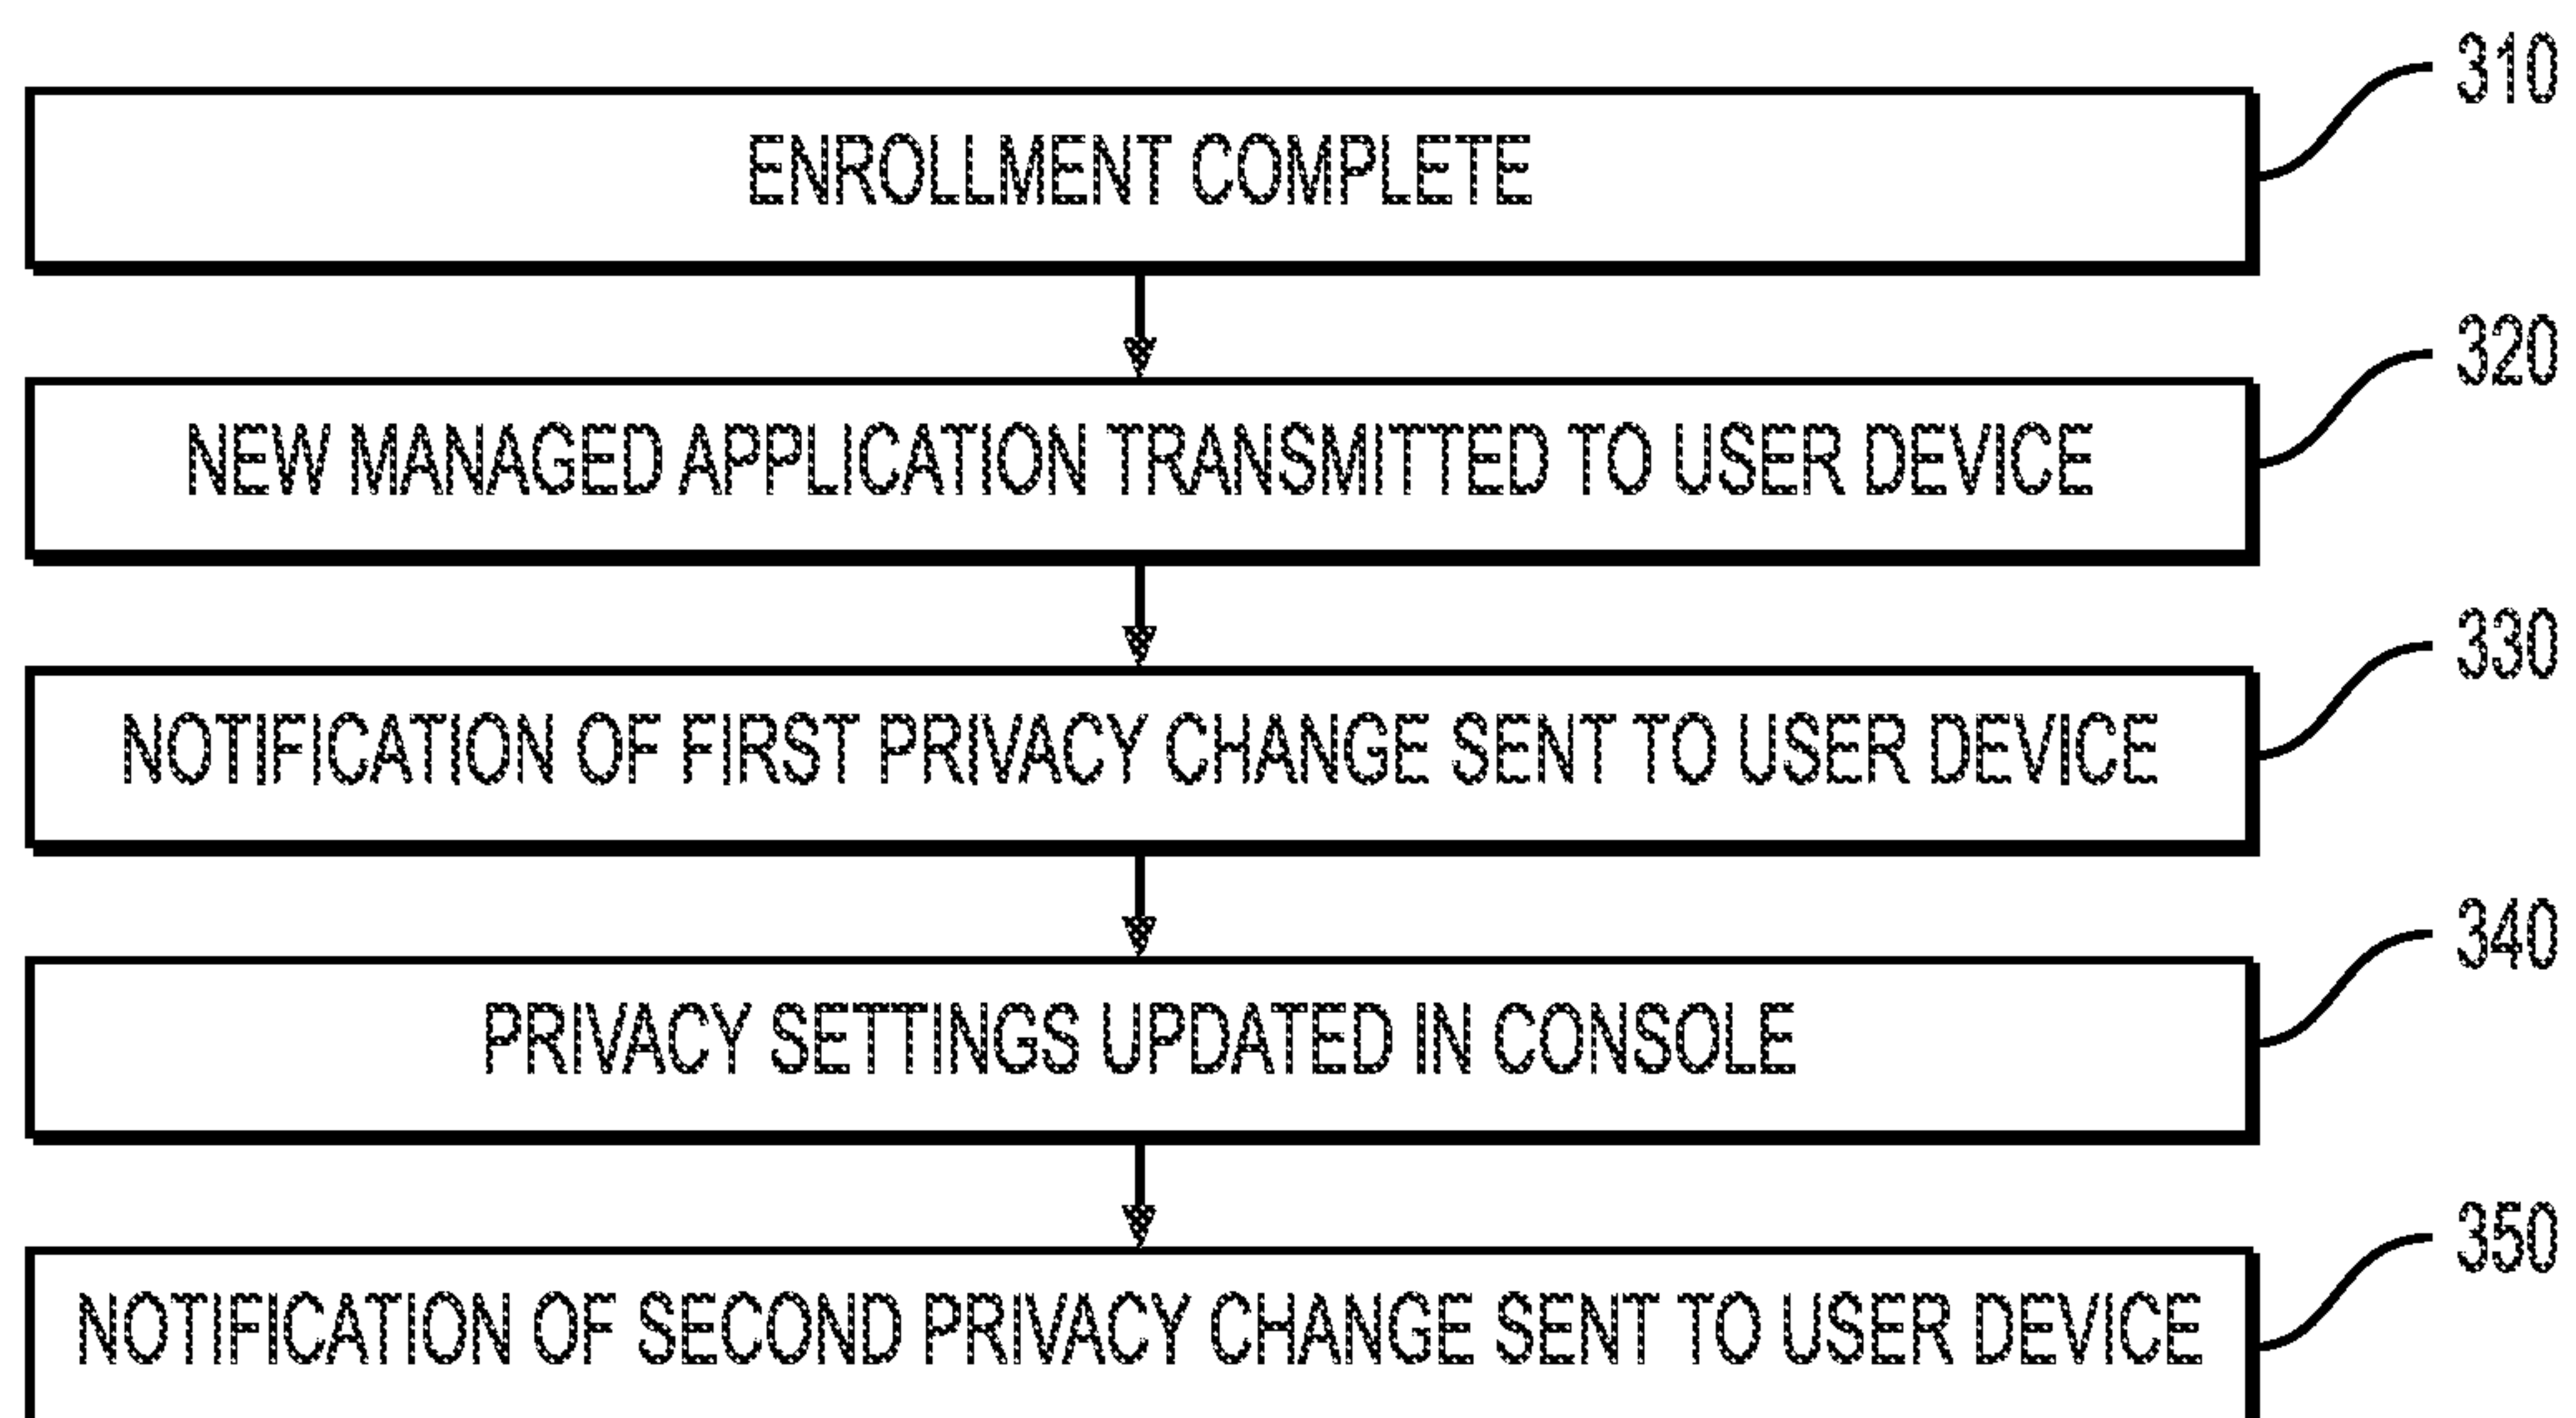 310
ENROLLMENT COMPLETE
320
NEW MANAGED APPLICATION TRANSMITTED TO USER DEVICE
330
NOTIFICATION OF FIRST PRIVACY CHANGE SENT TO USER DEVICE
340
PRIVACY SETTINGS UPDATED IN CONSOLE
350
NOTIFICATION OF SECOND PRIVACY CHANGE SENT TO USER DEVICE